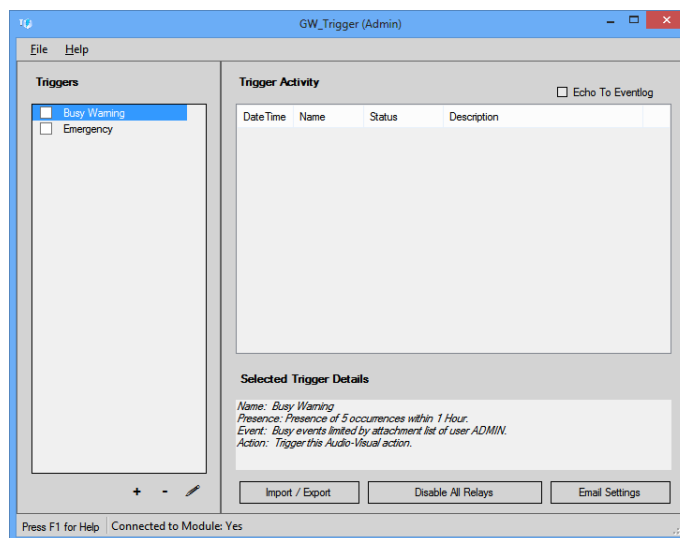 GW_Trigger (Admin)
File Help
Triggers
Busy Warning
Emergency
Trigger Activity
Echo To Eventlog
DateTime Name Status Description
Selected Trigger Details
Name: Busy Warning
Presence: Presence of 5 occurrences within 1 Hour.
Event: Busy events limited by attachment list of user ADMIN.
Action: Trigger this Audio-Visual action.
+ -
Import / Export Disable All Relays Email Settings
Press F1 for Help Connected to Module: Yes